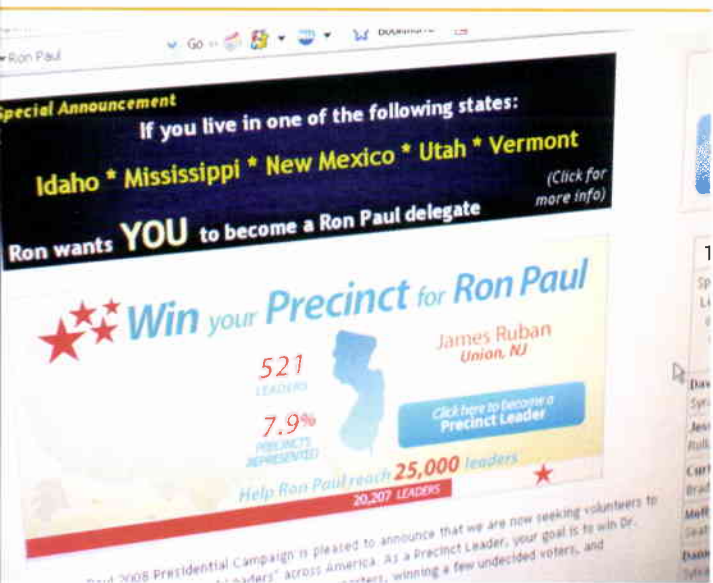 Ron Paul
Go
Special Announcement
If you live in one of the following states:
Idaho * Mississippi * New Mexico * Utah * Vermont
(Click for
more info)
Ron wants YOU to become a Ron Paul delegate
Win your Precinct for Ron Paul
521
LEADERS
7.9%
PRECINCTS
REPRESENTED
James Ruban
Union, NJ
Click here to become a
Precinct Leader
Help Ron Paul reach 25,000 leaders
20,207 LEADERS
Paul 2008 Presidential Campaign is pleased to announce that we are now seeking volunteers to
across America. As a Precinct Leader, your goal is to win Dr.
winning a few undecided voters, and